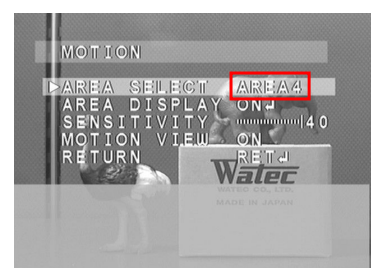 MOTION
▷AREA SELECT AREA4
AREA DISPLAY ON↲
SENSITIVITY 40
MOTION VIEW ON
RETURN RET↲
Watec
WATEC CO., LTD.
MADE IN JAPAN